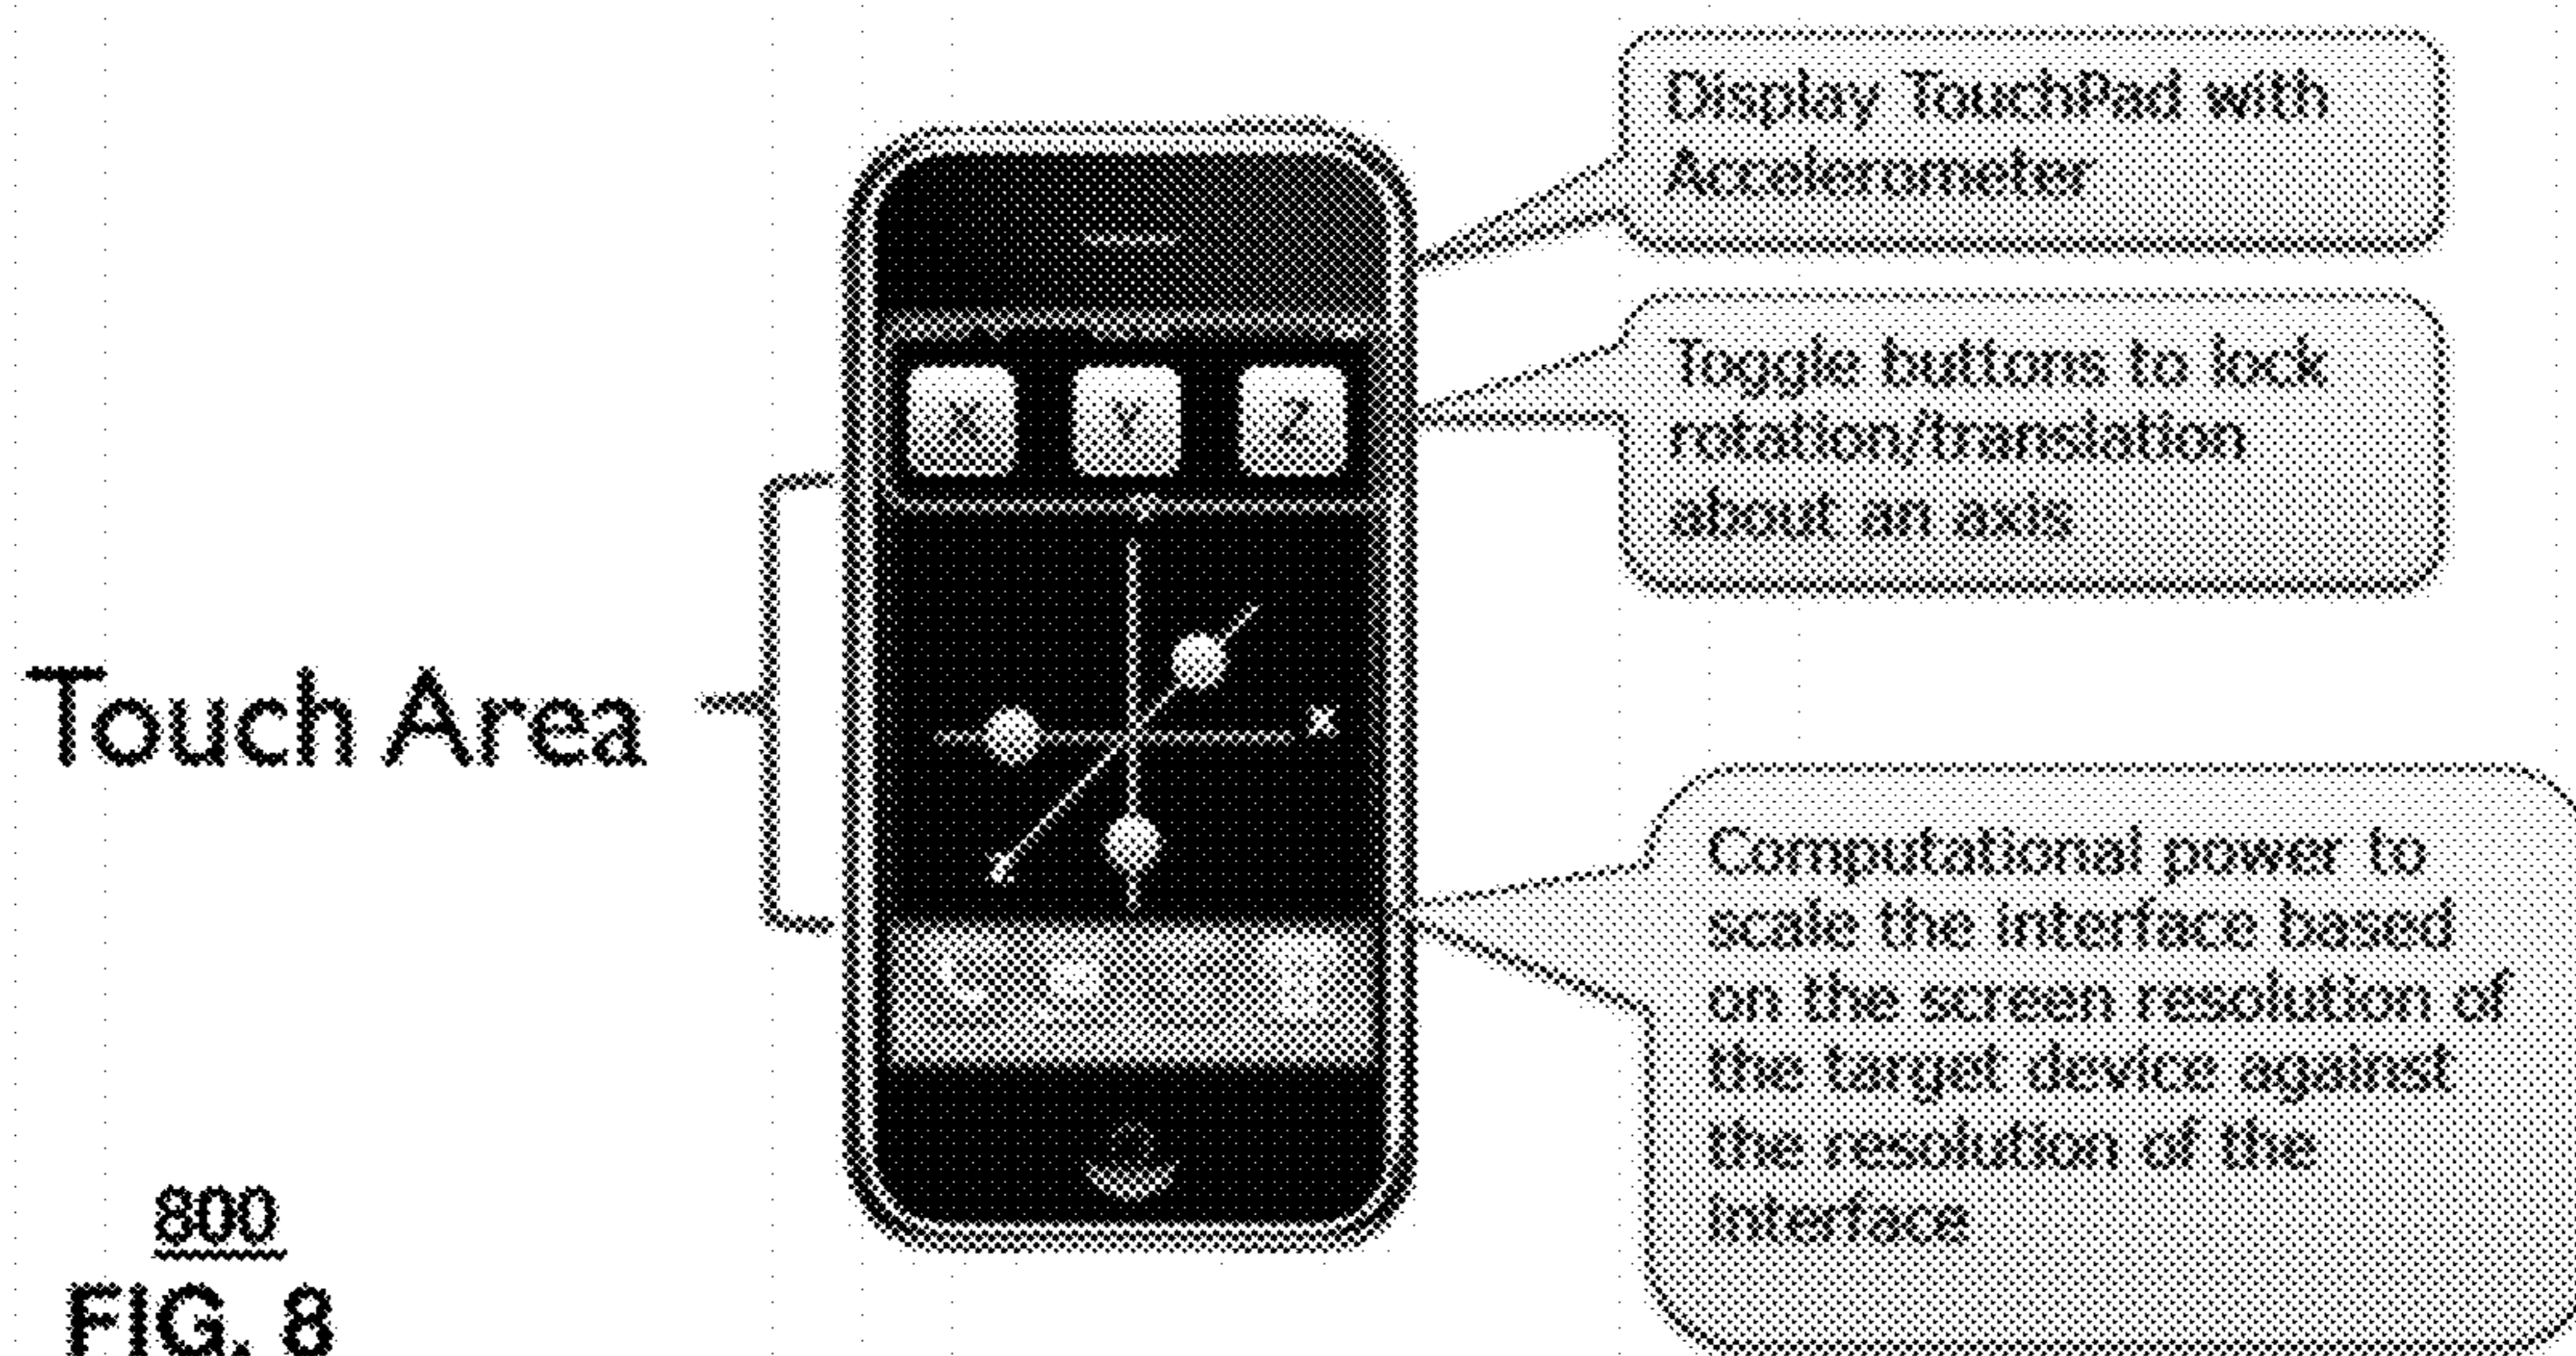 Display TouchPad with
Accelerometer
Toggle buttons to lock
rotation/translation
about an axis
X Y Z
Touch Area
x
Computational power to
scale the interface based
on the screen resolution of
the target device against
the resolution of the
interface
800
FIG. 8